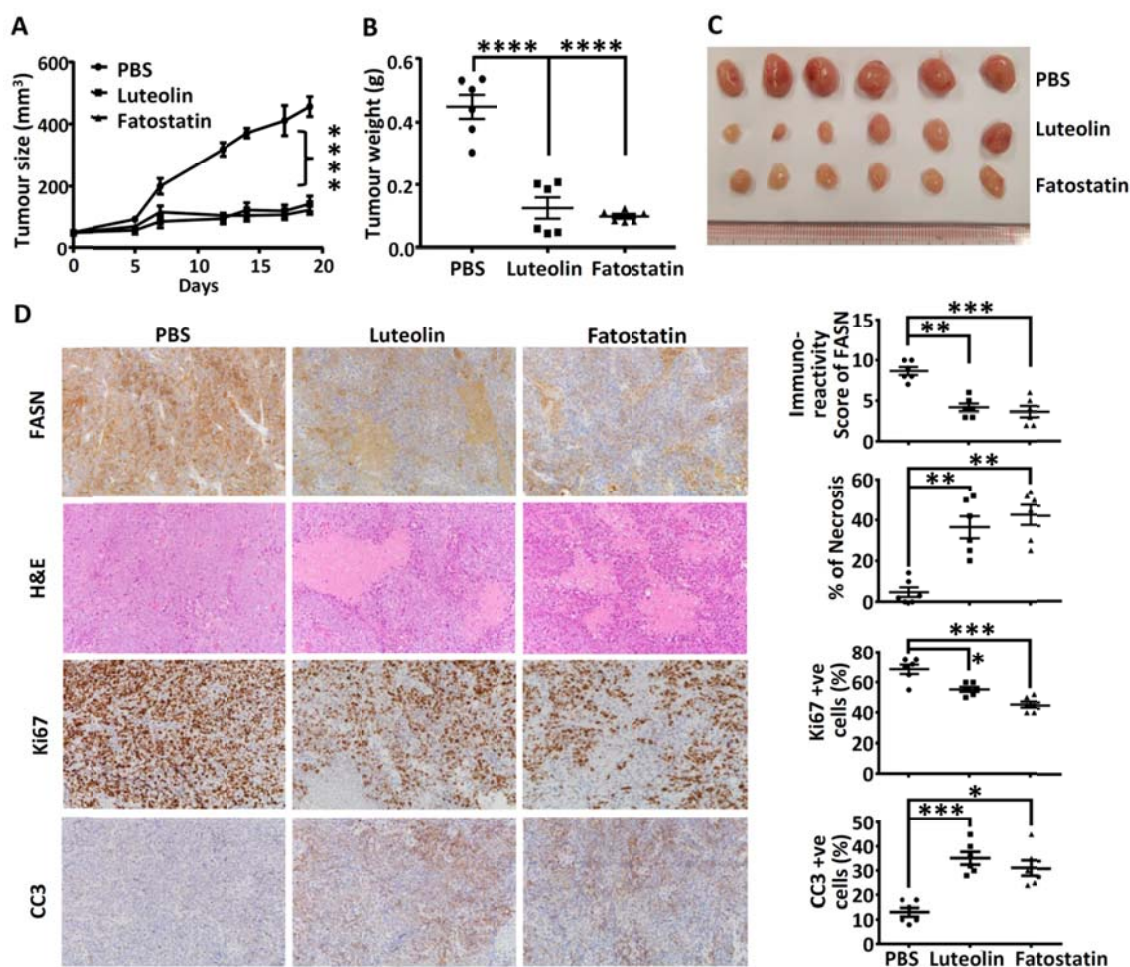 A
600
400
200
0
Tumour size (mm³)
PBS
Luteolin
Fatostatin
****
0 5 10 15 20
Days
B
**** ****
0.6
0.4
0.2
0.0
Tumour weight (g)
PBS Luteolin Fatostatin
C
PBS
Luteolin
Fatostatin
D
PBS Luteolin Fatostatin
FASN
H&E
Ki67
CC3
Immuno-
reactivity
Score of FASN
15
10
5
0
***
**
% of Necrosis
60
40
20
0
**
**
Ki67 +ve
cells (%)
80
60
40
20
0
***
*
CC3 +ve
cells (%)
50
40
30
20
10
0
*
***
PBS Luteolin Fatostatin